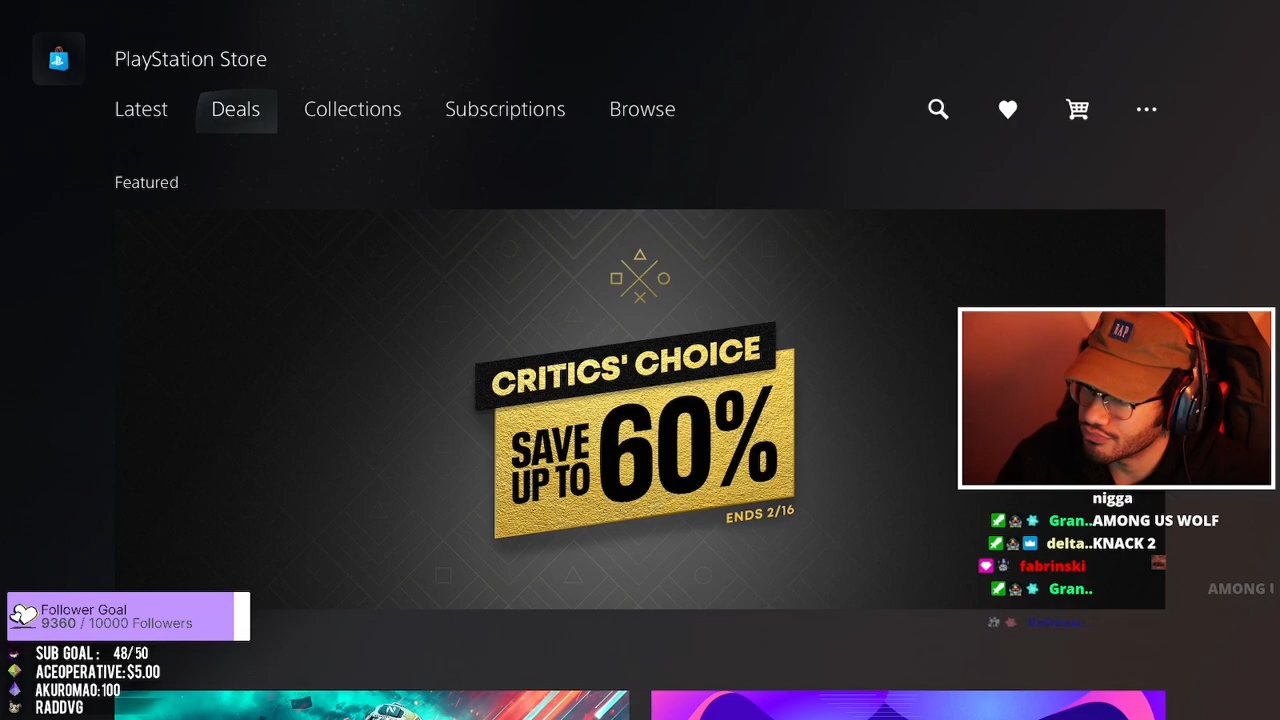 PlayStation Store
Latest
Deals
Collections
Subscriptions
Browse
Featured
CRITICS' CHOICE
SAVE
UP TO
60%
ENDS 2/16
RAP
nigga
Gran..AMONG US WOLF
delta..KNACK 2
fabrinski
Gran..
AMONG U
Follower Goal
9360 / 10000 Followers
SUB GOAL: 48/50
ACEOPERATIVE:$5.00
AKUROMAO:100
RADDVG